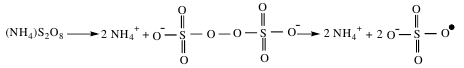 O O O
(NH₄)S₂O₈ ⟶ 2 NH₄⁺ + O⁻–S–O–O–S–O⁻ ⟶ 2 NH₄⁺ + 2 O⁻–S–O•
O O O